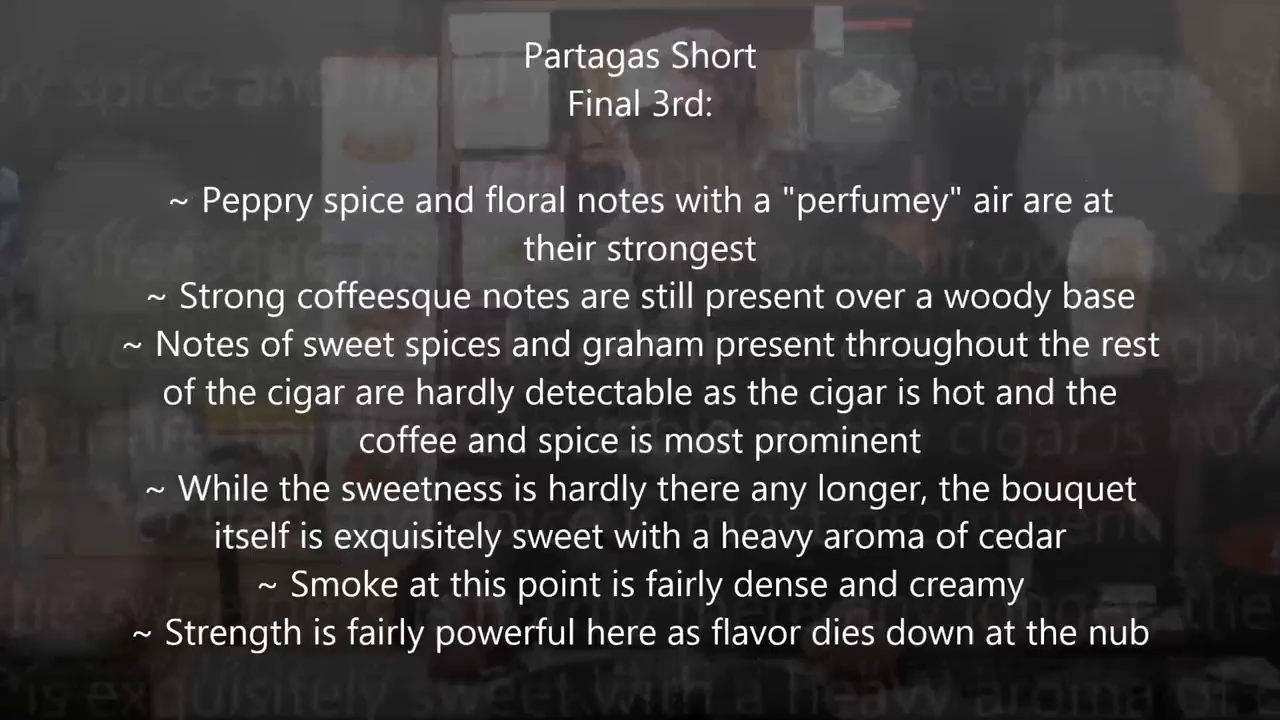 Partagas Short
Final 3rd:
~ Peppry spice and floral notes with a "perfumey" air are at
their strongest
~ Strong coffeesque notes are still present over a woody base
~ Notes of sweet spices and graham present throughout the rest
of the cigar are hardly detectable as the cigar is hot and the
coffee and spice is most prominent
~ While the sweetness is hardly there any longer, the bouquet
itself is exquisitely sweet with a heavy aroma of cedar
~ Smoke at this point is fairly dense and creamy
~ Strength is fairly powerful here as flavor dies down at the nub